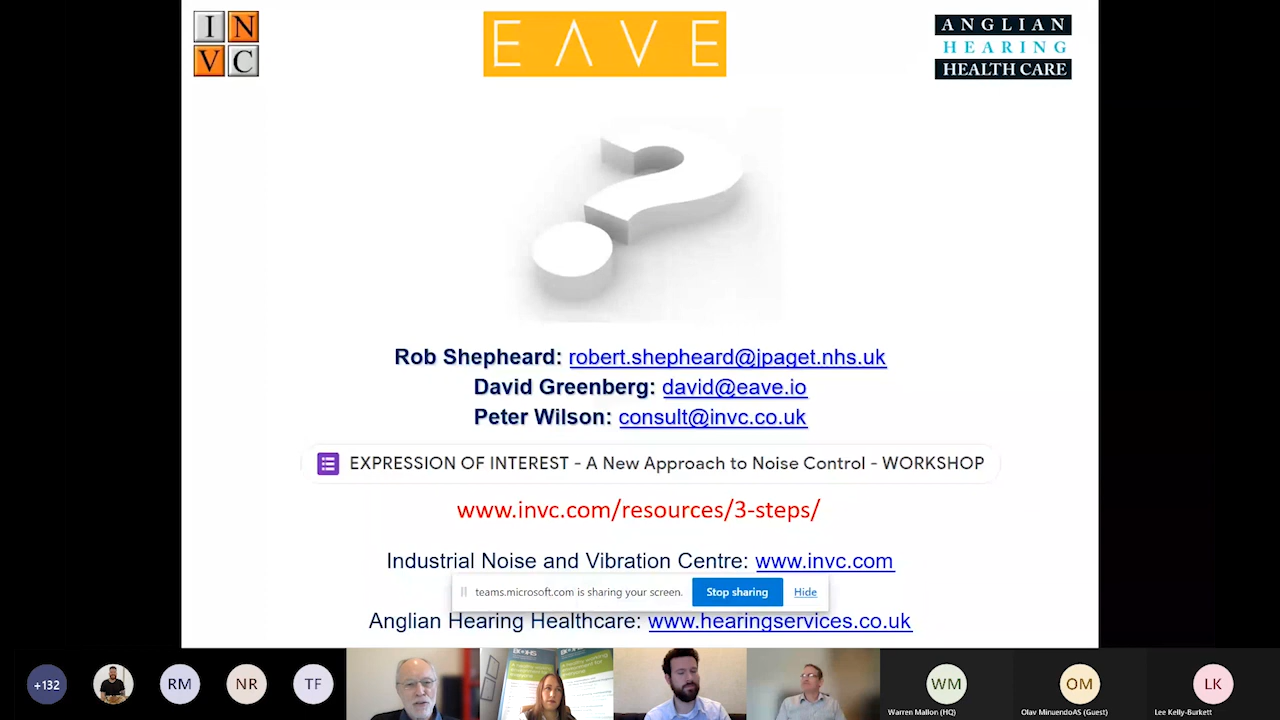 I N
V C
EAVE
ANGLIAN
HEARING
HEALTH CARE
Rob Shepheard: robert.shepheard@jpaget.nhs.uk
David Greenberg: david@eave.io
Peter Wilson: consult@invc.co.uk
EXPRESSION OF INTEREST - A New Approach to Noise Control - WORKSHOP
www.invc.com/resources/3-steps/
Industrial Noise and Vibration Centre: www.invc.com
teams.microsoft.com is sharing your screen. Stop sharing Hide
Anglian Hearing Healthcare: www.hearingservices.co.uk
+132 RM NR TF WM OM LK
Warren Mallon (HQ) Olav MinuendoAS (Guest) Lee Kelly-Burkett